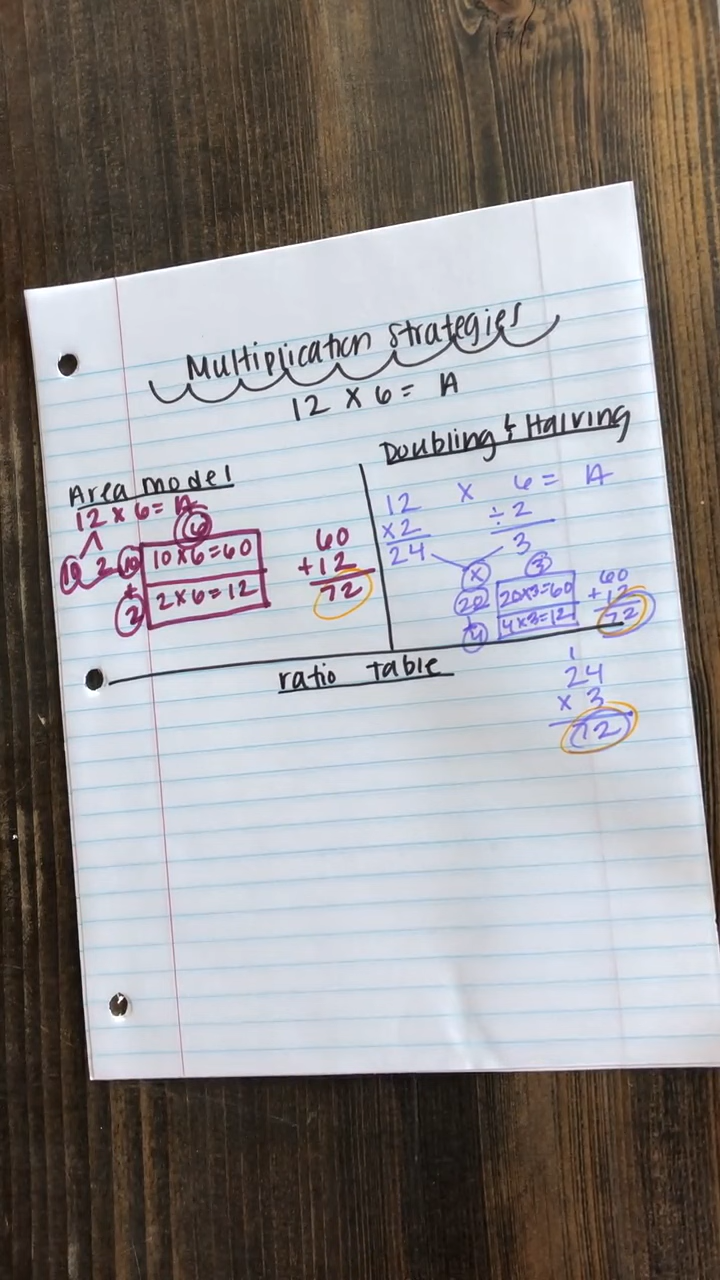 Multiplication Strategies
12 x 6 = A
Area model
12 x 6 = A
10 2
6
10 10 x 6 = 60
+
2 2 x 6 = 12
60
+ 12
72
Doubling & Halving
12 x 6 = A
x 2 ÷ 2
24 3
x
3
20 20 x 3 = 60
+
4 4 x 3 = 12
60
+ 12
72
1
24
x 3
72
ratio table